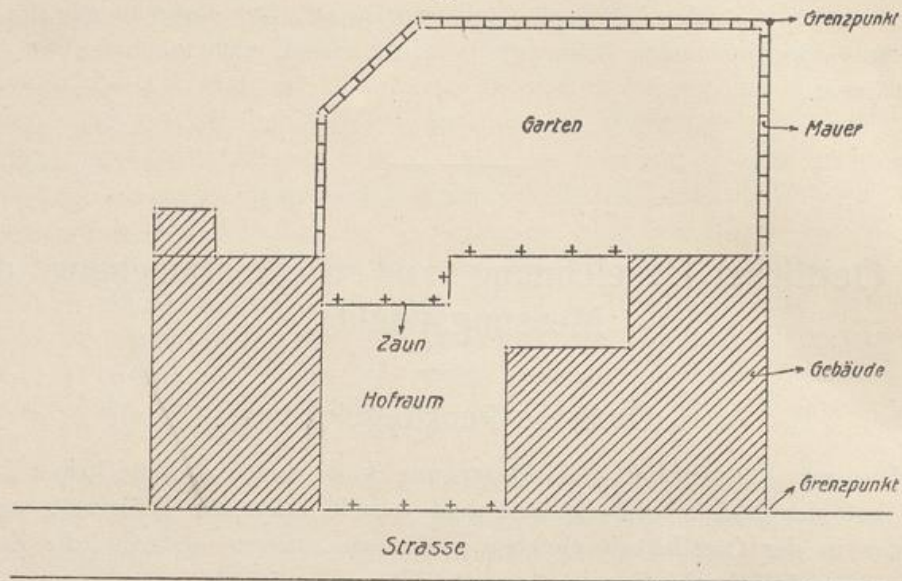 Grenzpunkt
Garten
Mauer
Zaun
Gebäude
Hofraum
Grenzpunkt
Strasse